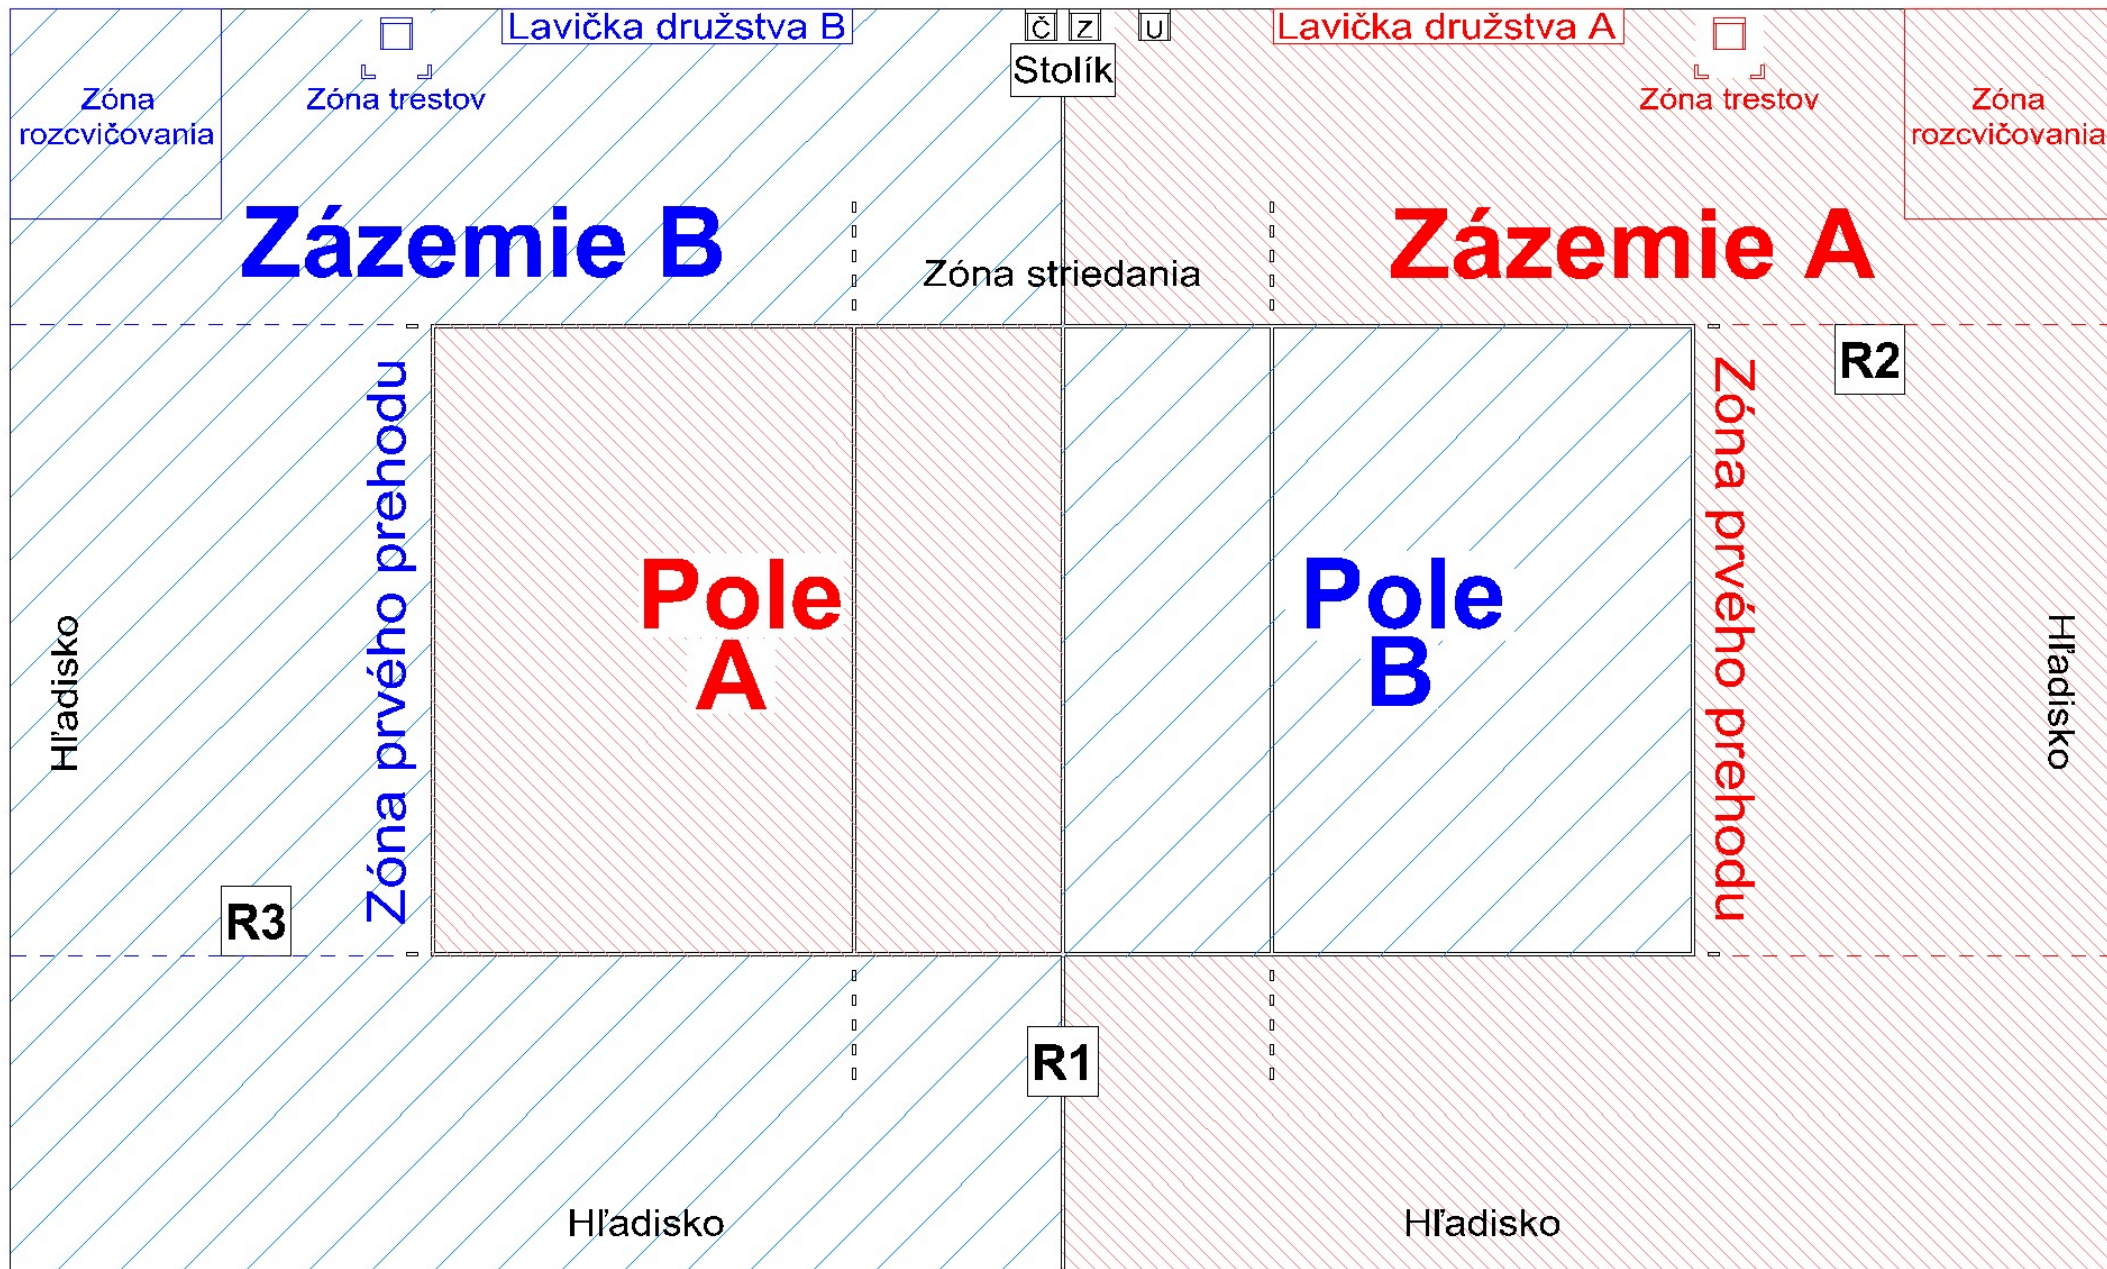 Lavička družstva B
Č Z U
Lavička družstva A
Stolík
Zóna
rozcvičovania
Zóna trestov
Zóna trestov
Zóna
rozcvičovania
Zázemie B
Zóna striedania
Zázemie A
R2
Zóna prvého prehodu
Zóna prvého prehodu
Pole
A
Pole
B
Hľadisko
Hľadisko
R3
R1
Hľadisko
Hľadisko